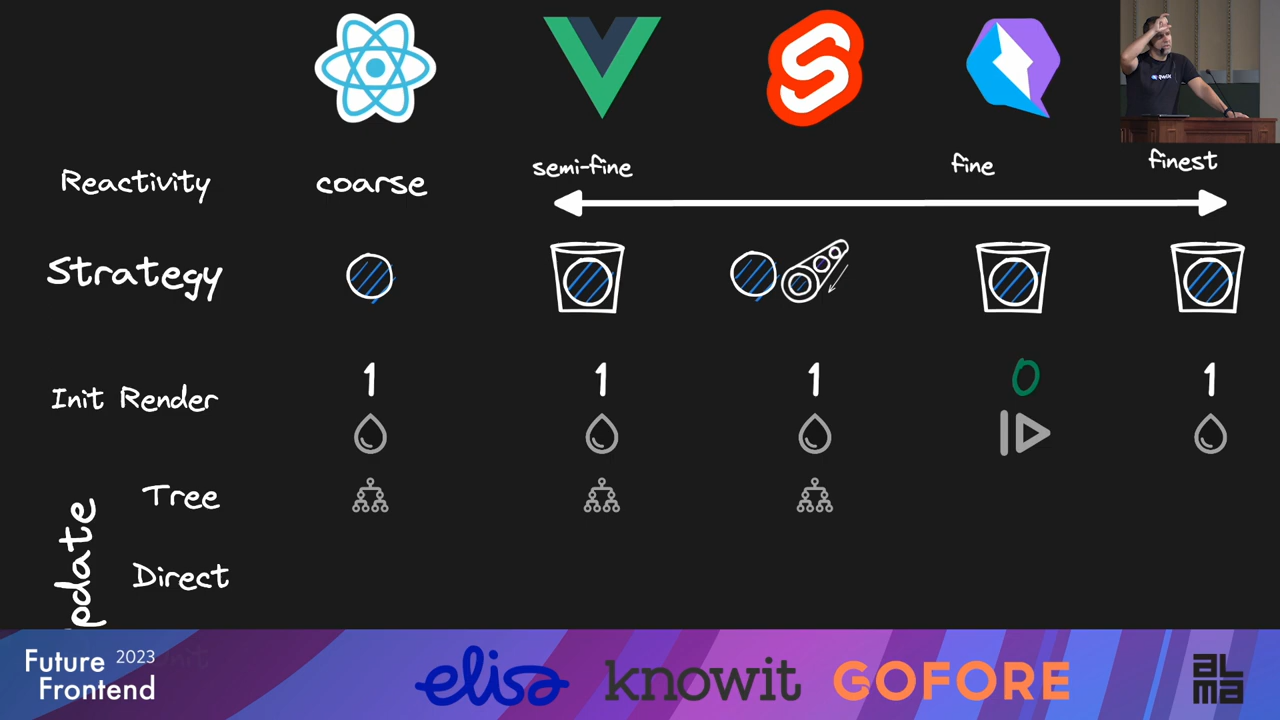 Reactivity coarse semi-fine fine finest
Strategy
Init Render 1 1 1 0 1
Tree
pdate
Direct
Future 2023
Frontend
elisa knowit GOFORE ALMA